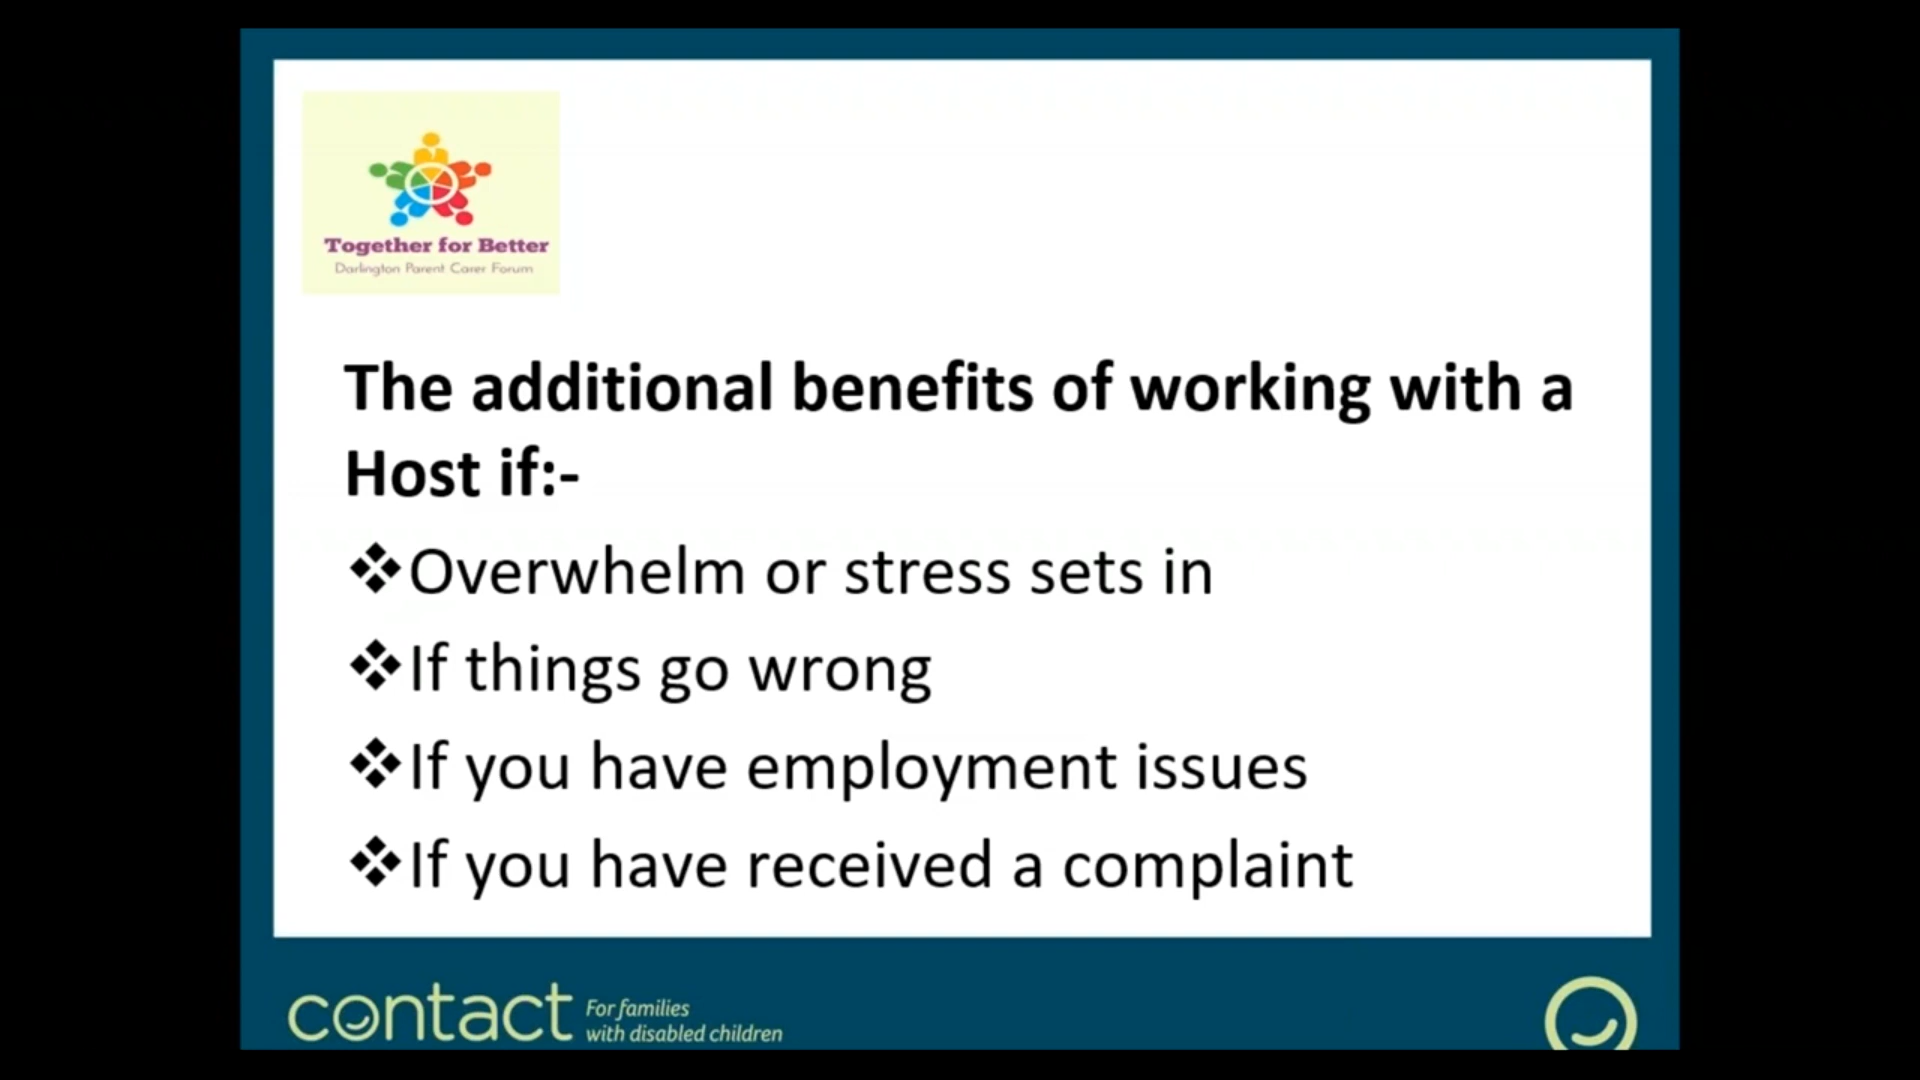 Together for Better
Darlington Parent Carer Forum
The additional benefits of working with a
Host if:-
❖Overwhelm or stress sets in
❖If things go wrong
❖If you have employment issues
❖If you have received a complaint
contact
For families
with disabled children